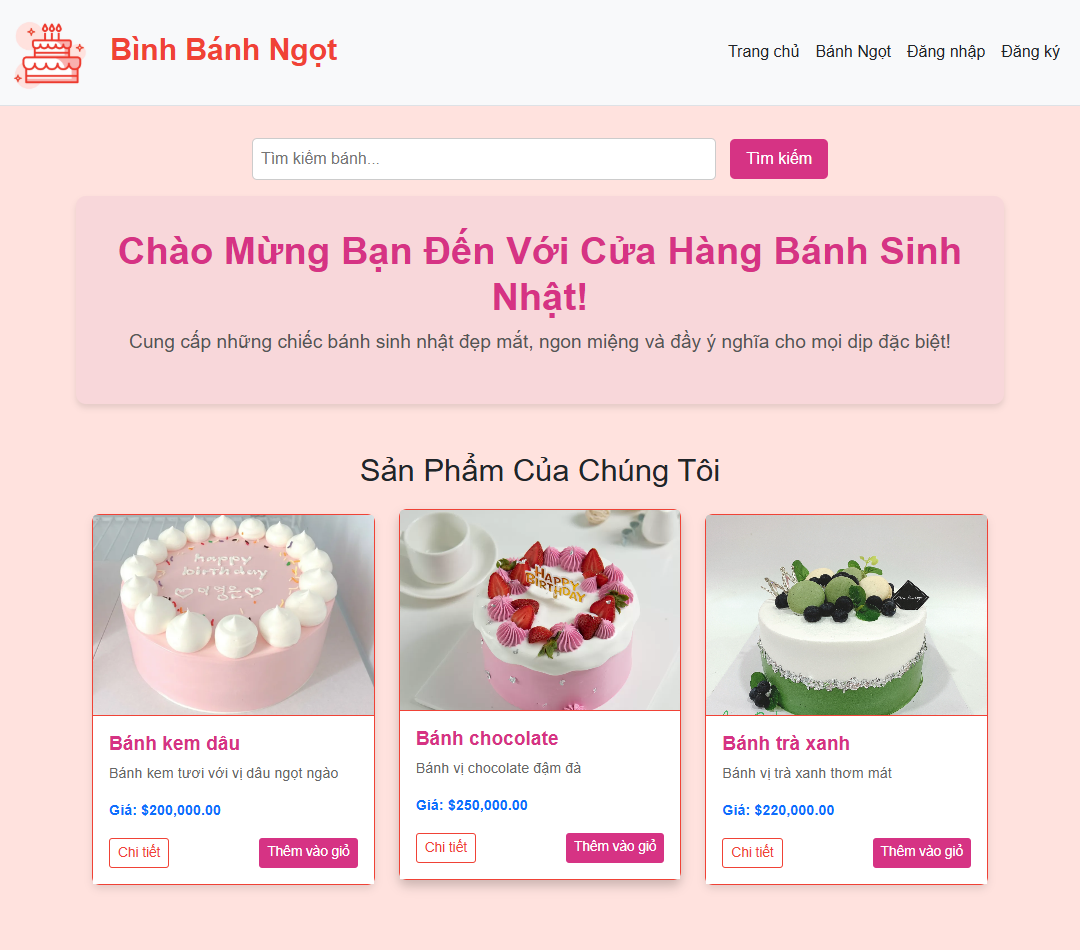 Bình Bánh Ngọt
Trang chủ Bánh Ngọt Đăng nhập Đăng ký
Tìm kiếm bánh...
Tìm kiếm
Chào Mừng Bạn Đến Với Cửa Hàng Bánh Sinh
Nhật!
Cung cấp những chiếc bánh sinh nhật đẹp mắt, ngon miệng và đầy ý nghĩa cho mọi dịp đặc biệt!
Sản Phẩm Của Chúng Tôi
happy
birthday
HAPPY
BIRTHDAY
Bánh kem dâu
Bánh kem tươi với vị dâu ngọt ngào
Giá: $200,000.00
Chi tiết
Thêm vào giỏ
Bánh chocolate
Bánh vị chocolate đậm đà
Giá: $250,000.00
Chi tiết
Thêm vào giỏ
Bánh trà xanh
Bánh vị trà xanh thơm mát
Giá: $220,000.00
Chi tiết
Thêm vào giỏ